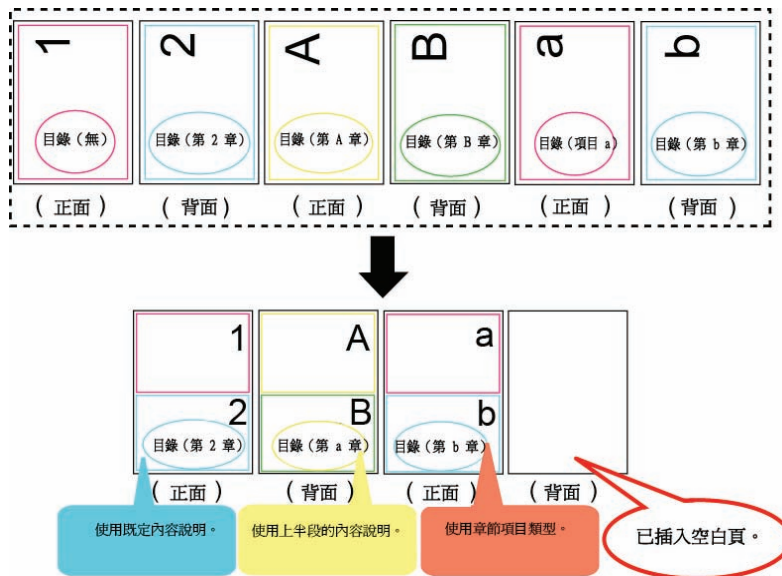 1
2
A
B
a
b
目錄（無）
目錄（第 2 章）
目錄（第 A 章）
目錄（第 B 章）
目錄（項目 a）
目錄（第 b 章）
（正面）
（背面）
（正面）
（背面）
（正面）
（背面）
1
A
a
2
B
b
目錄（第 2 章）
目錄（第 a 章）
目錄（第 b 章）
（正面）
（背面）
（正面）
（背面）
使用既定內容說明。
使用上半段的內容說明。
使用章節項目類型。
已插入空白頁。